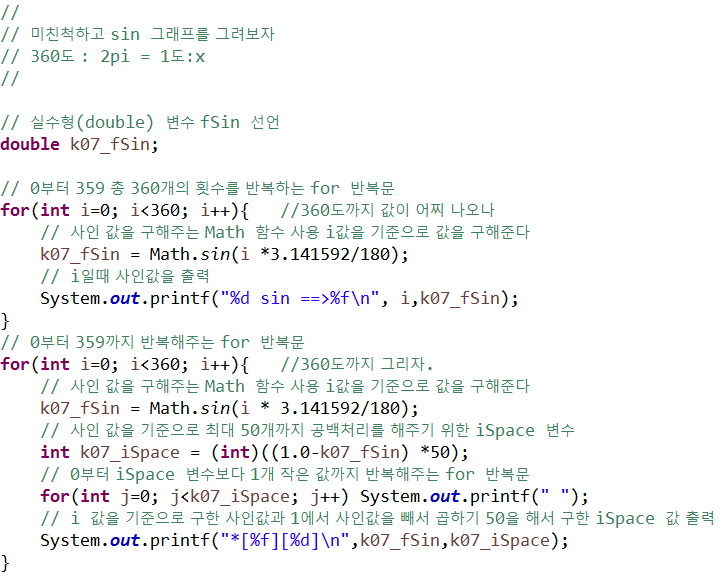 //
// 미친척하고 sin 그래프를 그려보자
// 360도 : 2pi = 1도:x
//

// 실수형(double) 변수 fSin 선언
double k07_fSin;

// 0부터 359 총 360개의 횟수를 반복하는 for 반복문
for(int i=0; i<360; i++){   //360도까지 값이 어찌 나오나
    // 사인 값을 구해주는 Math 함수 사용 i값을 기준으로 값을 구해준다
    k07_fSin = Math.sin(i *3.141592/180);
    // i일때 사인값을 출력
    System.out.printf("%d sin ==>%f\n", i,k07_fSin);
}
// 0부터 359까지 반복해주는 for 반복문
for(int i=0; i<360; i++){   //360도까지 그리자.
    // 사인 값을 구해주는 Math 함수 사용 i값을 기준으로 값을 구해준다
    k07_fSin = Math.sin(i * 3.141592/180);
    // 사인 값을 기준으로 최대 50개까지 공백처리를 해주기 위한 iSpace 변수
    int k07_iSpace = (int)((1.0-k07_fSin) *50);
    // 0부터 iSpace 변수보다 1개 작은 값까지 반복해주는 for 반복문
    for(int j=0; j<k07_iSpace; j++) System.out.printf(" ");
    // i 값을 기준으로 구한 사인값과 1에서 사인값을 빼서 곱하기 50을 해서 구한 iSpace 값 출력
    System.out.printf("*[%f][%d]\n",k07_fSin,k07_iSpace);
}